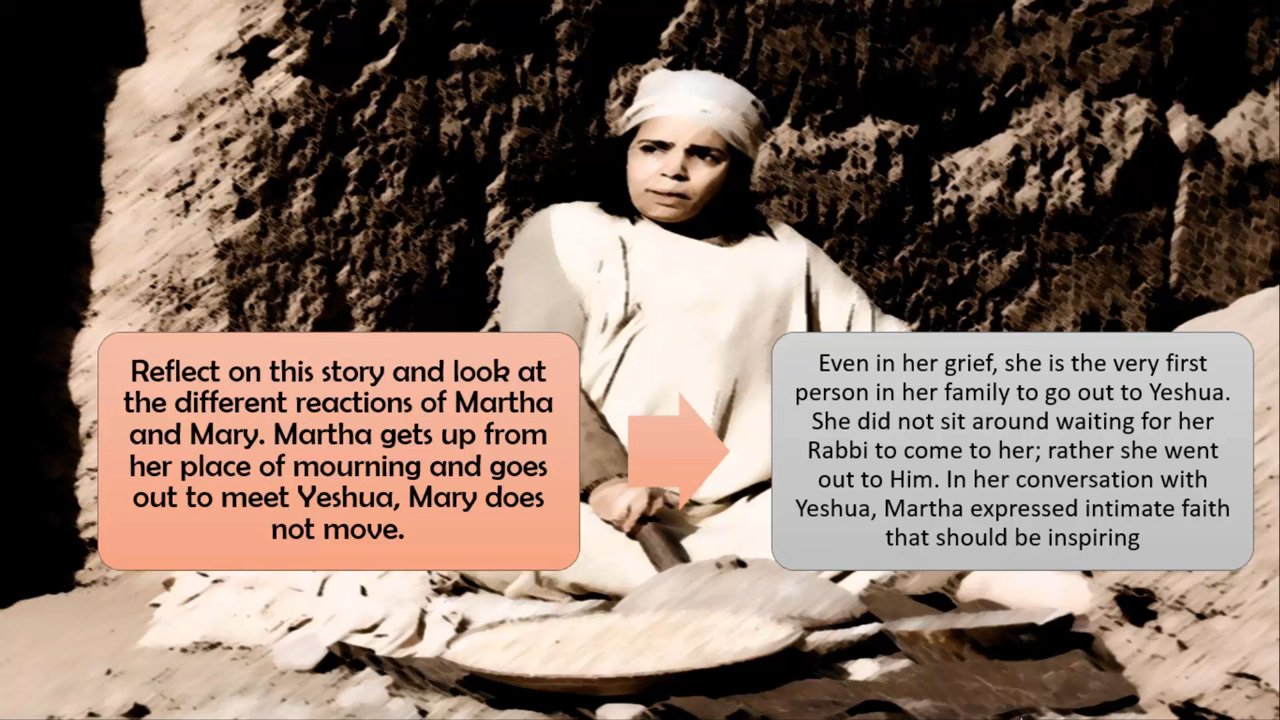 Reflect on this story and look at
the different reactions of Martha
and Mary. Martha gets up from
her place of mourning and goes
out to meet Yeshua, Mary does
not move.
Even in her grief, she is the very first
person in her family to go out to Yeshua.
She did not sit around waiting for her
Rabbi to come to her; rather she went
out to Him. In her conversation with
Yeshua, Martha expressed intimate faith
that should be inspiring